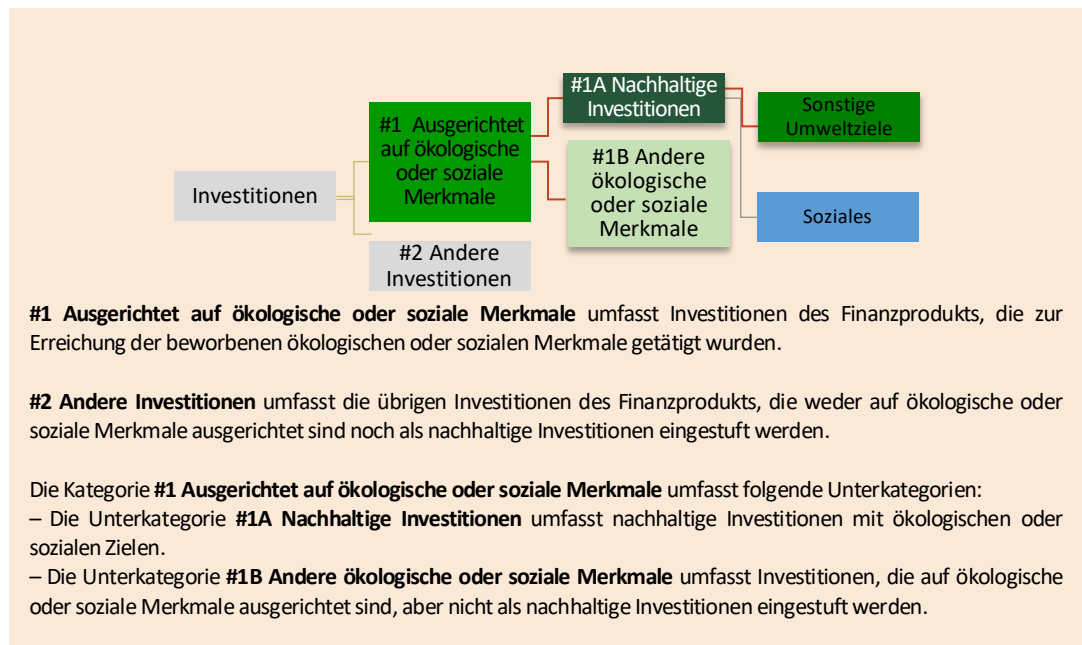 #1A Nachhaltige
Investitionen
Sonstige
Umweltziele
#1 Ausgerichtet
auf ökologische
oder soziale
Merkmale
#1B Andere
ökologische
oder soziale
Merkmale
Investitionen
Soziales
#2 Andere
Investitionen
#1 Ausgerichtet auf ökologische oder soziale Merkmale umfasst Investitionen des Finanzprodukts, die zur
Erreichung der beworbenen ökologischen oder sozialen Merkmale getätigt wurden.
#2 Andere Investitionen umfasst die übrigen Investitionen des Finanzprodukts, die weder auf ökologische oder
soziale Merkmale ausgerichtet sind noch als nachhaltige Investitionen eingestuft werden.
Die Kategorie #1 Ausgerichtet auf ökologische oder soziale Merkmale umfasst folgende Unterkategorien:
– Die Unterkategorie #1A Nachhaltige Investitionen umfasst nachhaltige Investitionen mit ökologischen oder
sozialen Zielen.
– Die Unterkategorie #1B Andere ökologische oder soziale Merkmale umfasst Investitionen, die auf ökologische
oder soziale Merkmale ausgerichtet sind, aber nicht als nachhaltige Investitionen eingestuft werden.